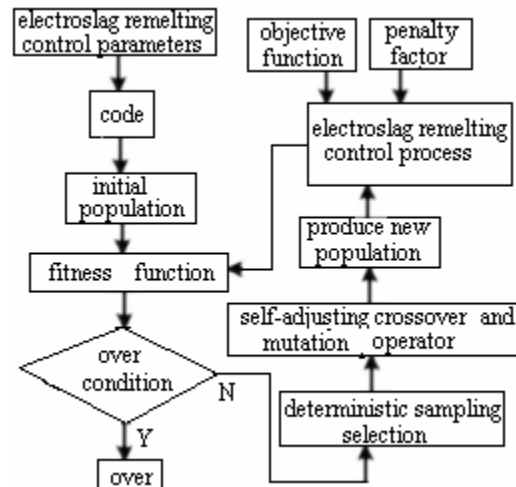 electroslag remelting
control parameters
code
initial
population
fitness function
over
condition
N
Y
over
objective
function
penalty
factor
electroslag remelting
control process
produce new
population
self-adjusting crossover and
mutation operator
deterministic sampling
selection